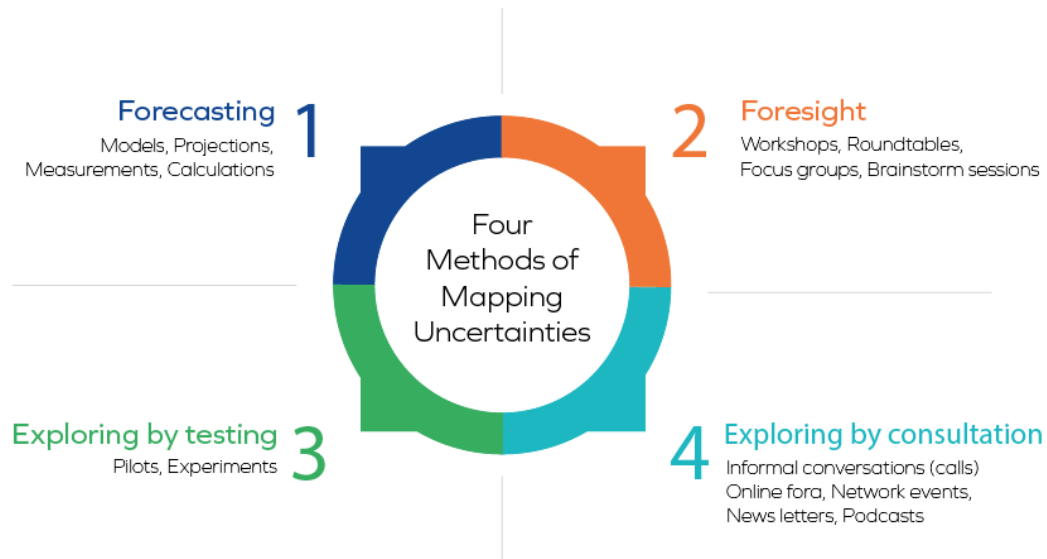 Forecasting
1
Models, Projections,
Measurements, Calculations
2
Foresight
Workshops, Roundtables,
Focus groups, Brainstorm sessions
Four
Methods of
Mapping
Uncertainties
Exploring by testing
3
Pilots, Experiments
4
Exploring by consultation
Informal conversations (calls)
Online fora, Network events,
News letters, Podcasts